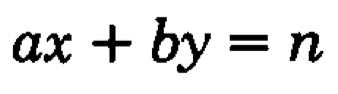 ax + by = n